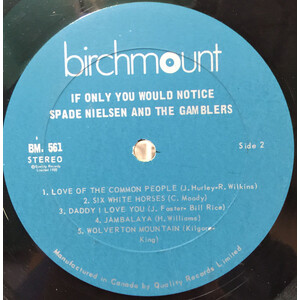 birchmount
IF ONLY YOU WOULD NOTICE
SPADE NIELSEN AND THE GAMBLERS
BM. 561
STEREO
Side 2
1. LOVE OF THE COMMON PEOPLE (J. Hurley-R. Wilkins)
2. SIX WHITE HORSES (C. Moody)
3. DADDY I LOVE YOU (J. Foster-Bill Rice)
4. JAMBALAYA (H. Williams)
5. WOLVERTON MOUNTAIN (Kilgore-
King)
Manufactured in Canada by Quality Records Limited